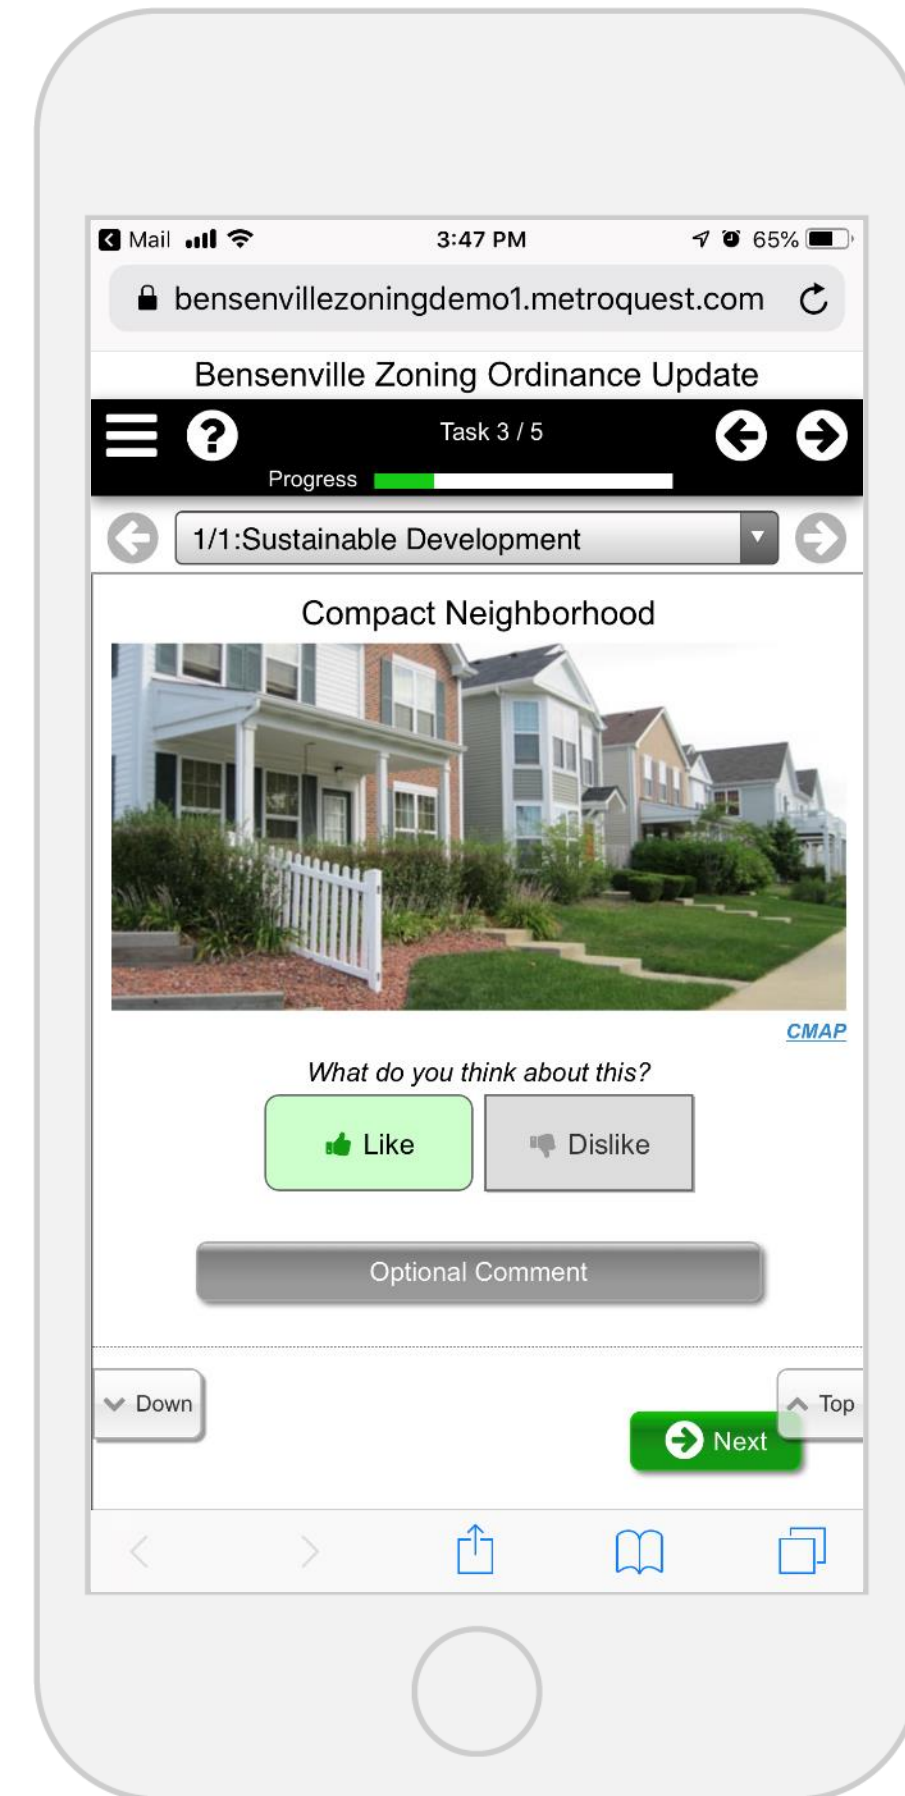 Mail 3:47 PM 65%
bensenvillezoningdemo1.metroquest.com
Bensenville Zoning Ordinance Update
? Task 3 / 5
Progress
1/1:Sustainable Development
Compact Neighborhood
CMAP
What do you think about this?
Like Dislike
Optional Comment
Down Top
Next